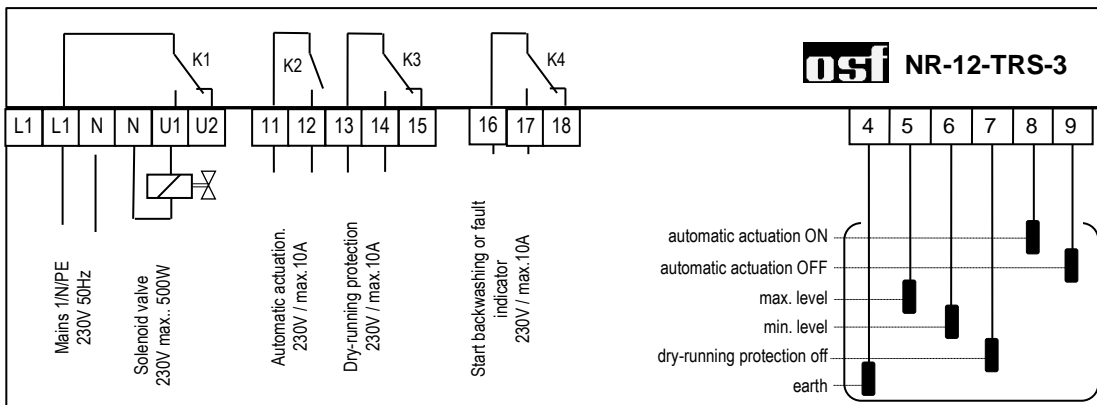 K1
K2
K3
K4
osf NR-12-TRS-3
L1 L1 N N U1 U2
11 12 13 14 15
16 17 18
4 5 6 7 8 9
Mains 1/N/PE
230V 50Hz
Solenoid valve
230V max.. 500W
Automatic actuation.
230V / max.10A
Dry-running protection
230V / max.10A
Start backwashing or fault
indicator
230V / max.10A
automatic actuation ON
automatic actuation OFF
max. level
min. level
dry-running protection off
earth